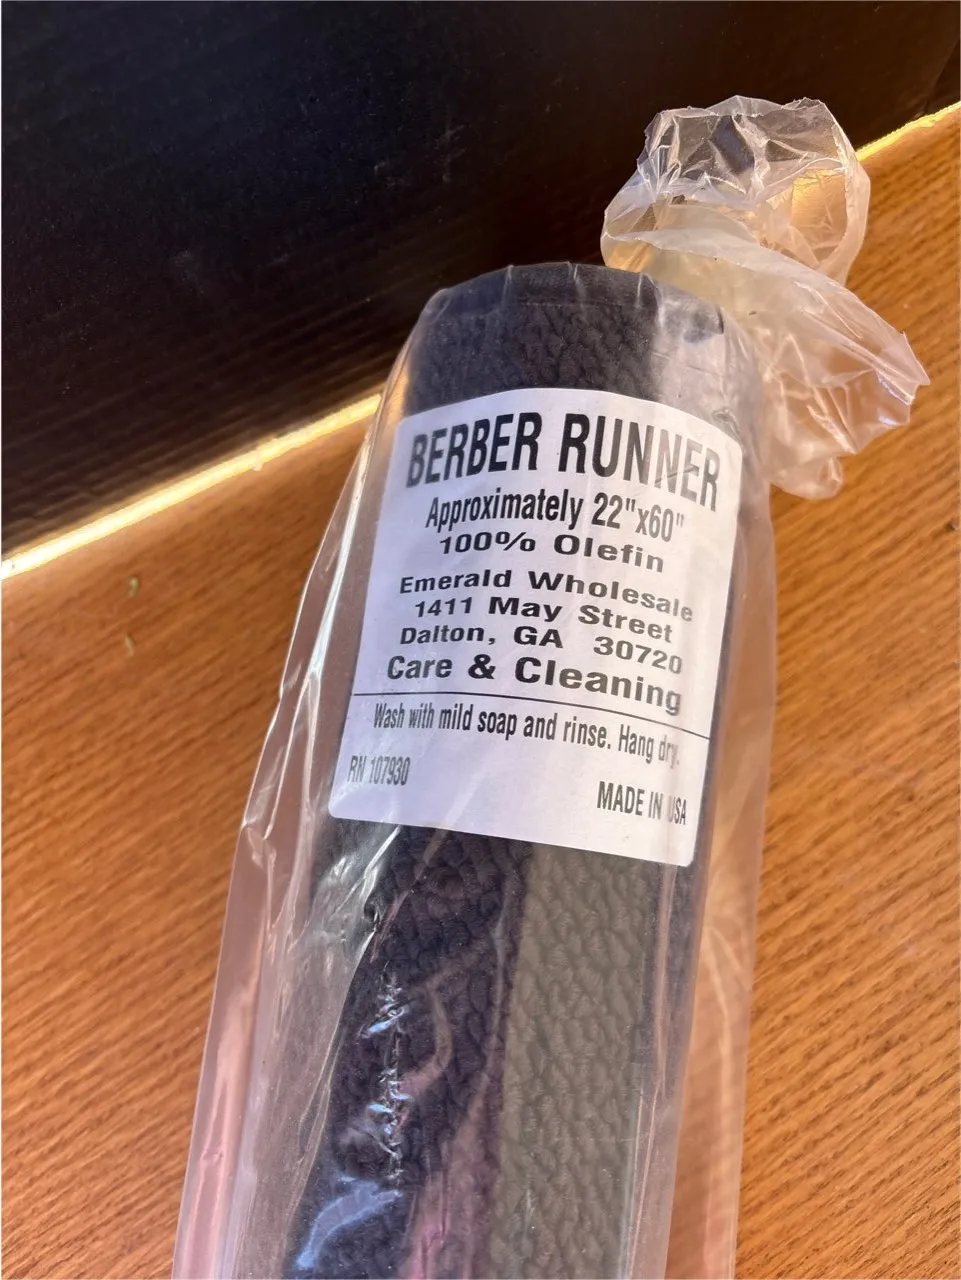 BERBER RUNNER
Approximately 22"x60"
100% Olefin
Emerald Wholesale
1411 May Street
Dalton, GA 30720
Care & Cleaning
Wash with mild soap and rinse. Hang dry.
RN 107930
MADE IN USA